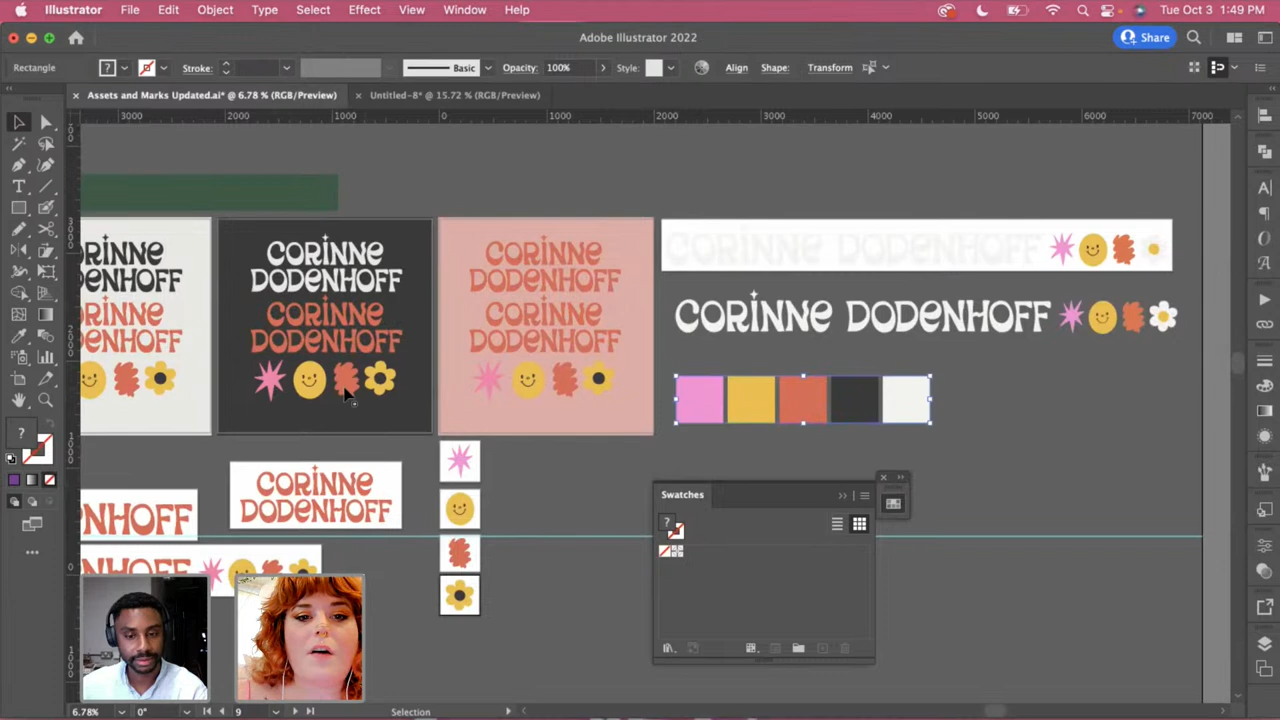 Illustrator File Edit Object Type Select Effect View Window Help Tue Oct 3 1:49 PM
Adobe Illustrator 2022 Share
Rectangle ? Stroke: Basic Opacity: 100% Style: Align Shape: Transform
× Assets and Marks Updated.ai* @ 6.78 % (RGB/Preview) × Untitled-8* @ 15.72 % (RGB/Preview)
3000 2000 1000 0 1000 2000 3000 4000 5000 6000 7000
CORINNE
DODENHOFF
CORINNE
DODENHOFF
CORINNE
DODENHOFF
CORINNE
DODENHOFF
CORINNE
DODENHOFF
CORINNE
DODENHOFF
CORINNE DODENHOFF
CORINNE DODENHOFF
CORINNE
DODENHOFF
NHOFF
NHOFF
Swatches
?
?
6.78% 0° 9 Selection